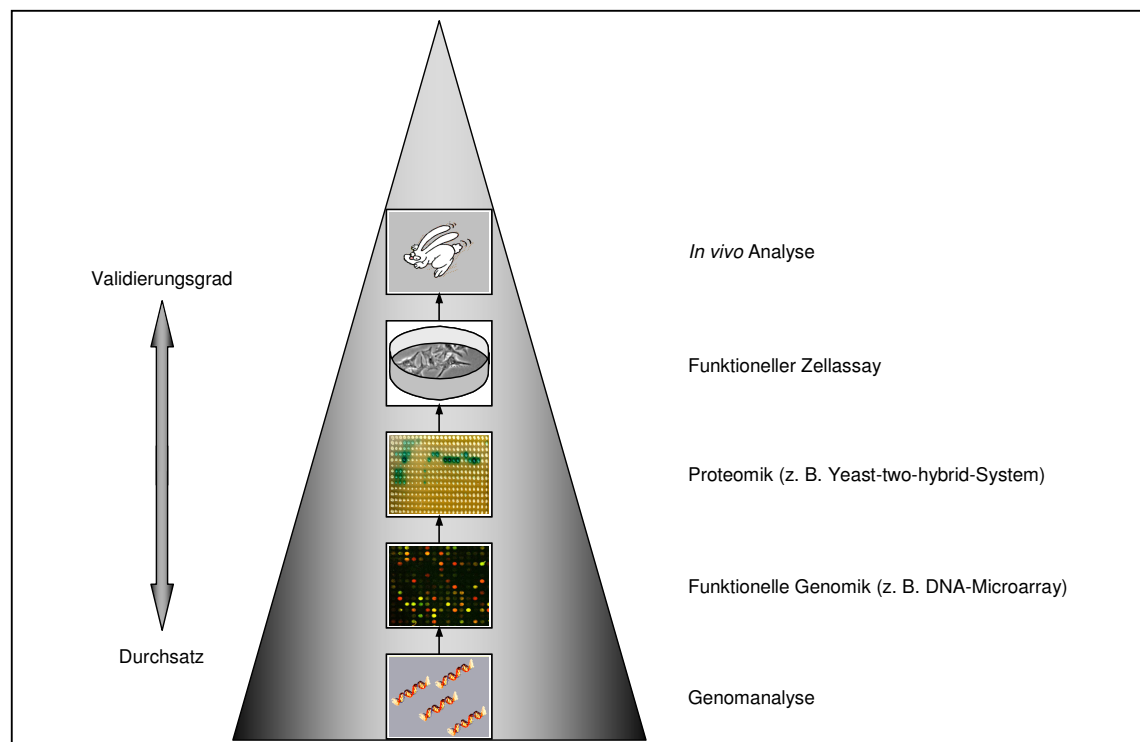 In vivo Analyse
Validierungsgrad
Funktioneller Zellassay
Proteomik (z. B. Yeast-two-hybrid-System)
Funktionelle Genomik (z. B. DNA-Microarray)
Durchsatz
Genomanalyse